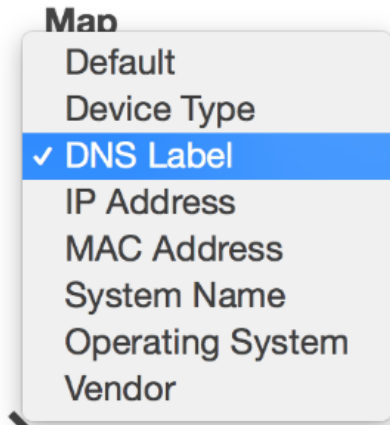 Map
Default
Device Type
✓ DNS Label
IP Address
MAC Address
System Name
Operating System
Vendor